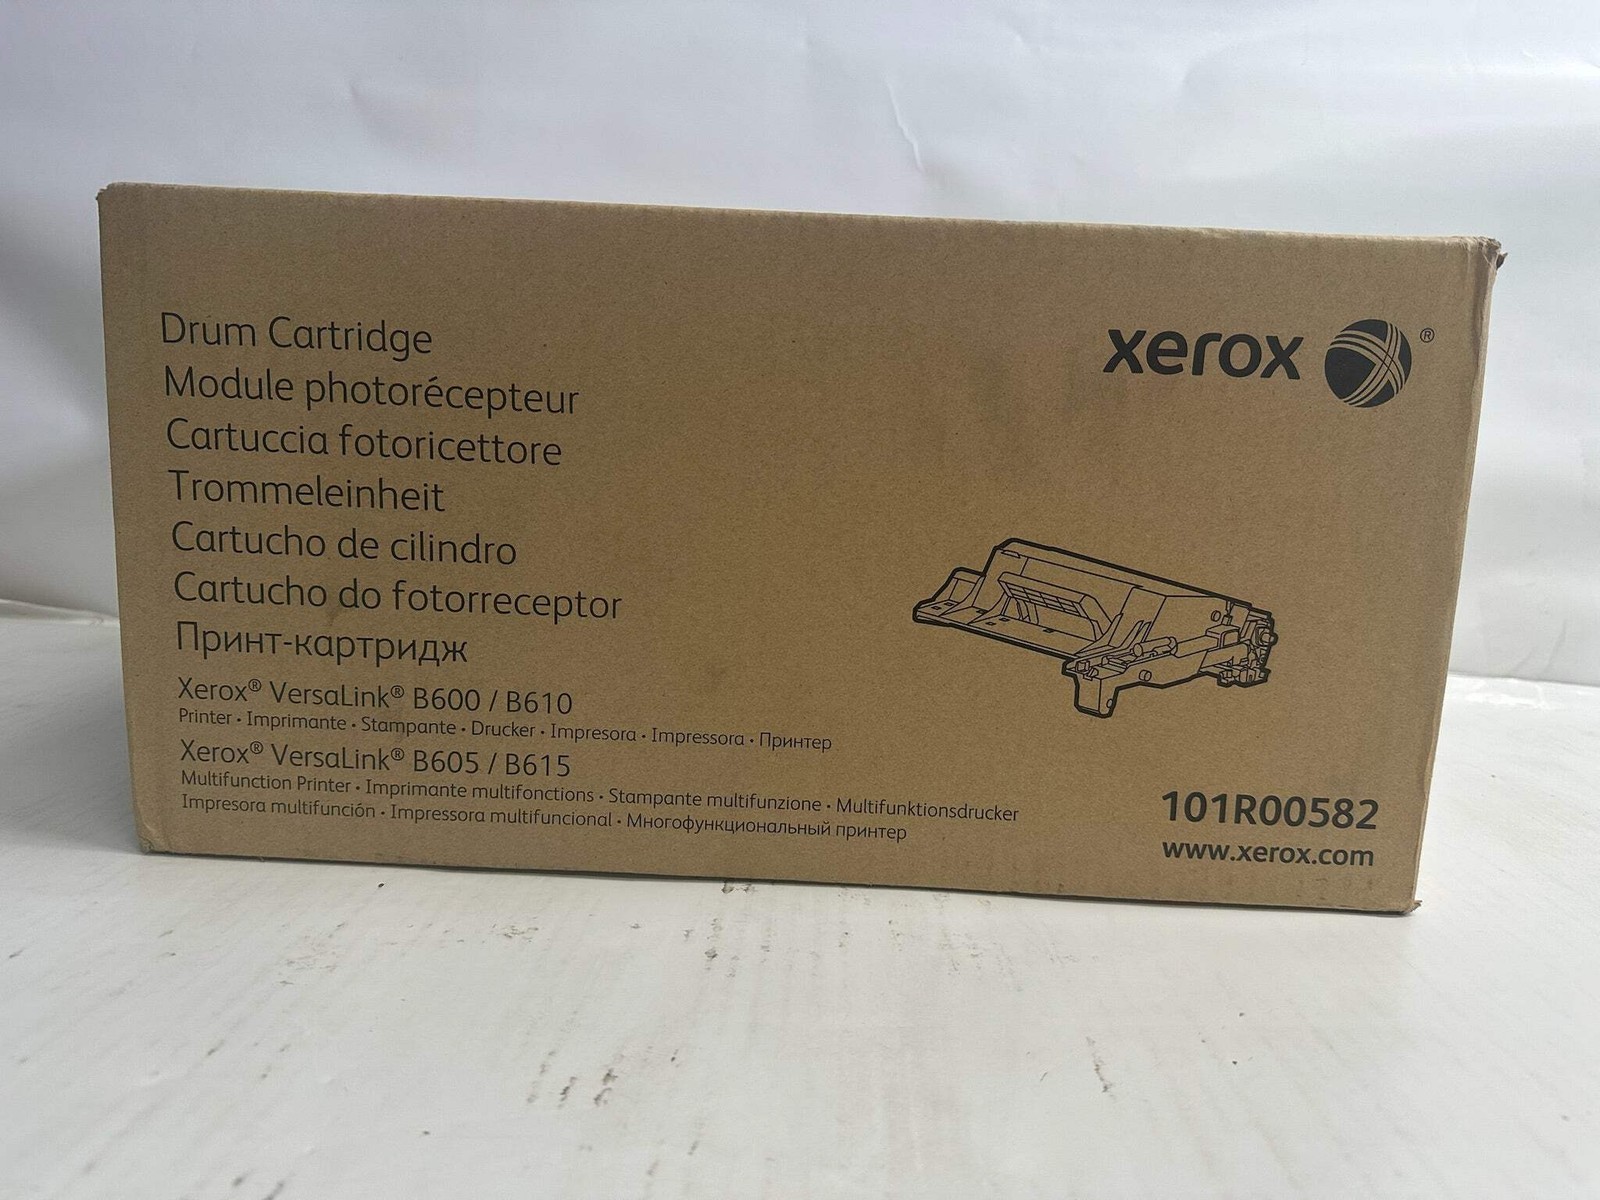 Drum Cartridge
Module photorécepteur
Cartuccia fotoricettore
Trommeleinheit
Cartucho de cilindro
Cartucho do fotorreceptor
Принт-картридж
Xerox® VersaLink® B600 / B610
Printer • Imprimante • Stampante • Drucker • Impresora • Impressora • Принтер
Xerox® VersaLink® B605 / B615
Multifunction Printer • Imprimante multifonctions • Stampante multifunzione • Multifunktionsdrucker
Impresora multifunción • Impressora multifuncional • Многофункциональный принтер
xerox ®
101R00582
www.xerox.com